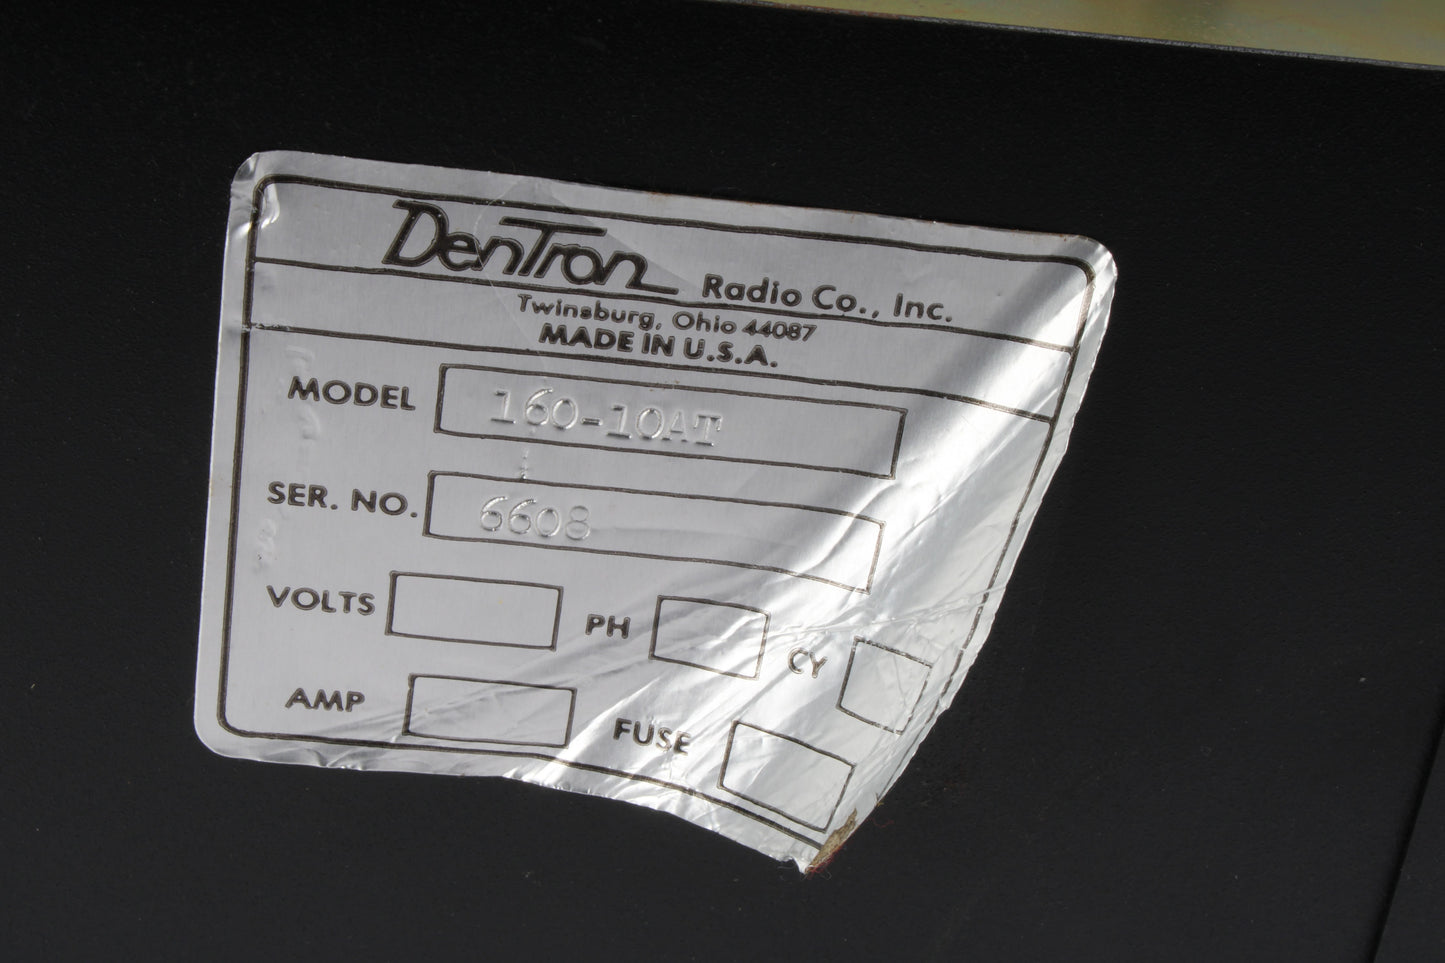 DenTron Radio Co., Inc.
Twinsburg, Ohio 44087
MADE IN U.S.A.
MODEL 160-10AT
SER. NO. 6608
VOLTS PH CY
AMP FUSE